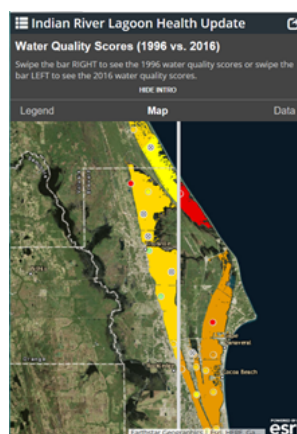 Indian River Lagoon Health Update
Water Quality Scores (1996 vs. 2016)
Swipe the bar RIGHT to see the 1996 water quality scores or swipe the
bar LEFT to see the 2016 water quality scores.
HIDE INTRO
Legend Map Data
Cocoa Beach
POWERED BY
esri